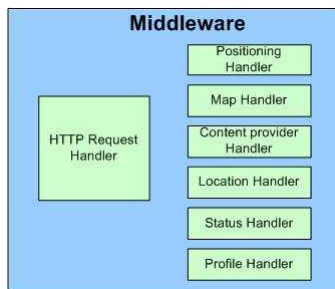 Middleware
HTTP Request
Handler
Positioning
Handler
Map Handler
Content provider
Handler
Location Handler
Status Handler
Profile Handler